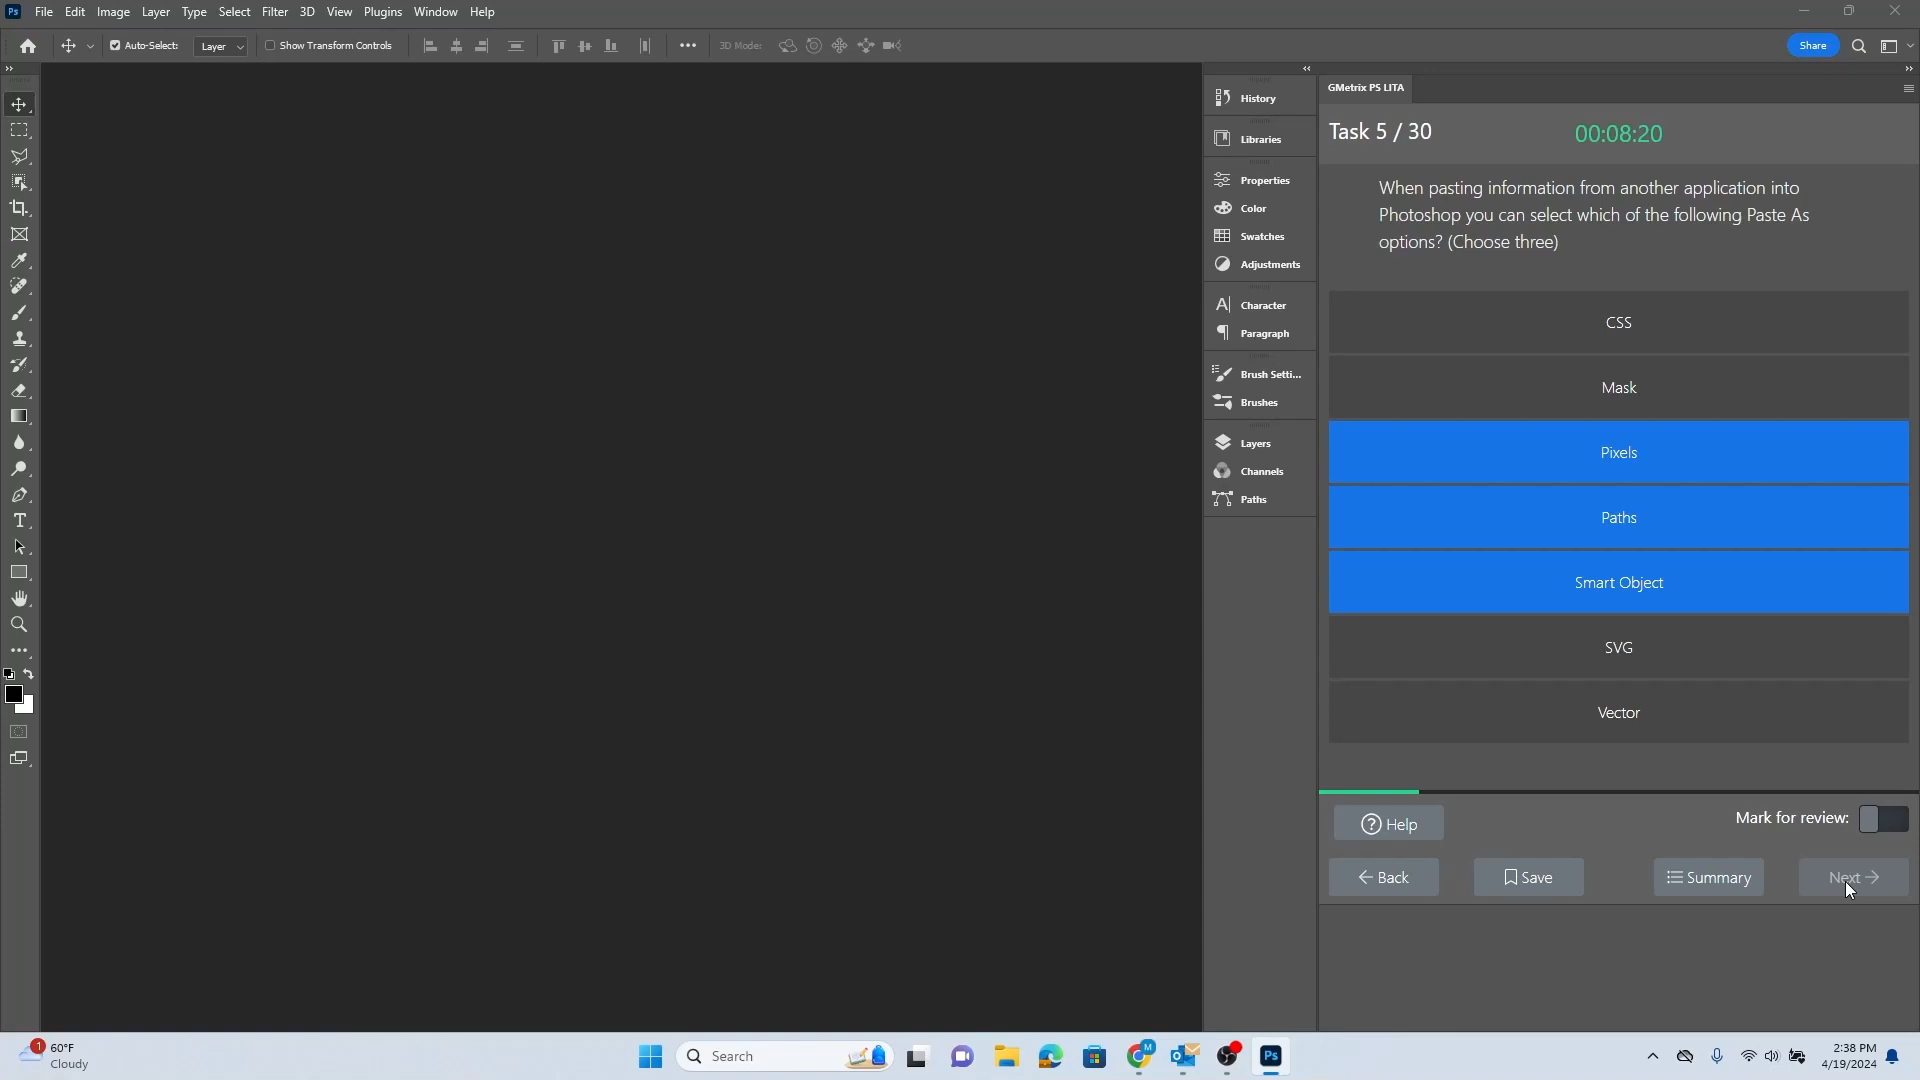 Ps File Edit Image Layer Type Select Filter 3D View Plugins Window Help
Auto-Select: Layer Show Transform Controls 3D Mode: Share
GMetrix PS LITA
History
Libraries
Properties
Color
Swatches
Adjustments
Character
Paragraph
Brush Setti...
Brushes
Layers
Channels
Paths
Task 5 / 30
00:08:20
When pasting information from another application into
Photoshop you can select which of the following Paste As
options? (Choose three)
CSS
Mask
Pixels
Paths
Smart Object
SVG
Vector
? Help
Mark for review:
Back
Save
Summary
Next
1
60°F
Cloudy
Search
M
Ps
2:38 PM
4/19/2024